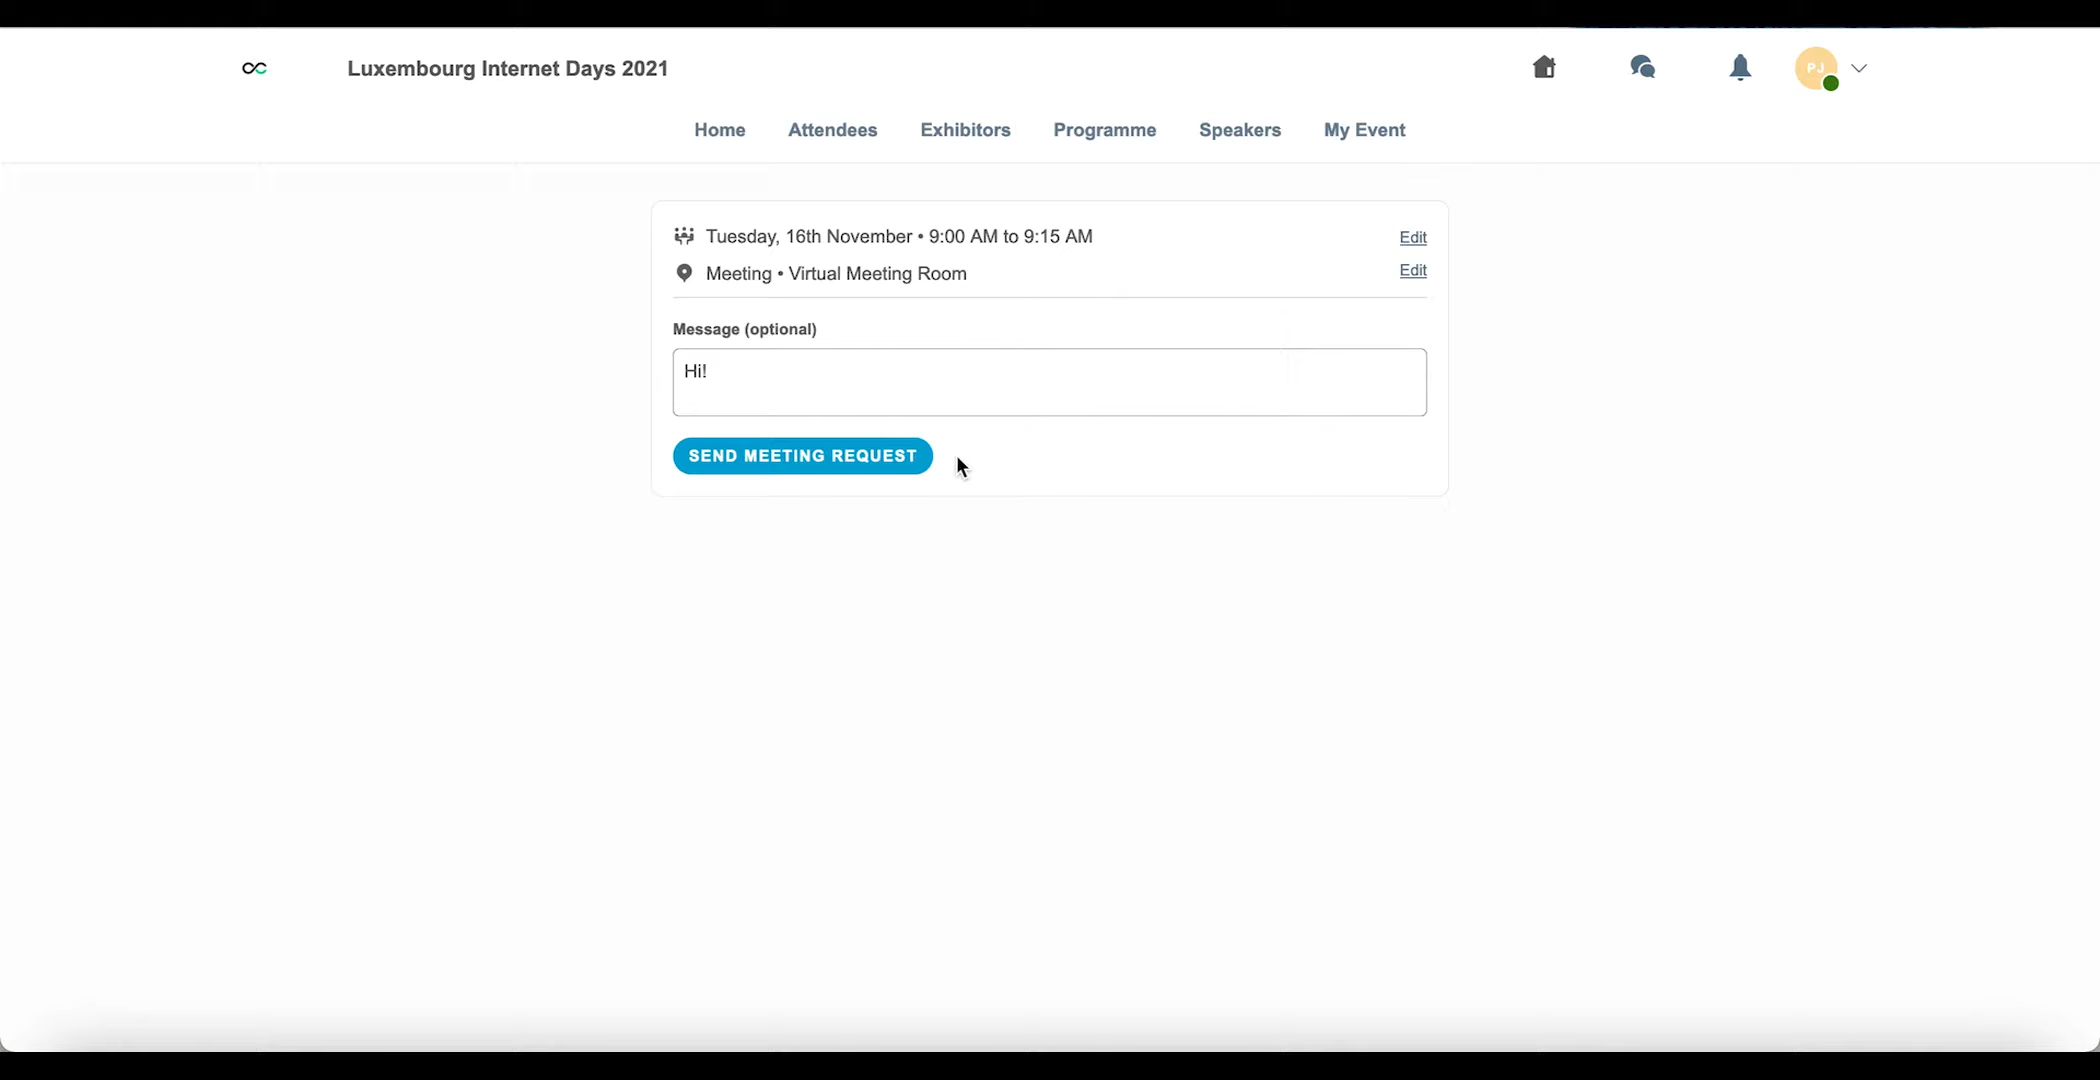 Luxembourg Internet Days 2021
PJ
Home Attendees Exhibitors Programme Speakers My Event
Tuesday, 16th November • 9:00 AM to 9:15 AM Edit
Meeting • Virtual Meeting Room Edit
Message (optional)
Hi!
SEND MEETING REQUEST